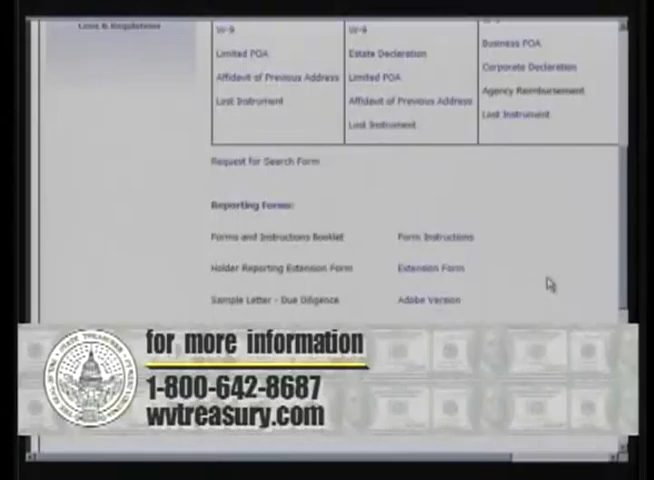 Laws & Regulations
W-9
Limited POA
Affidavit of Previous Address
Lost Instrument
W-9
Estate Declaration
Limited POA
Affidavit of Previous Address
Lost Instrument
W-9
Business POA
Corporate Declaration
Agency Reimbursement
Lost Instrument
Request for Search Form
Reporting Forms:
Forms and Instructions Booklet
Form Instructions
Holder Reporting Extension Form
Extension Form
Sample Letter - Due Diligence
Adobe Version
for more information
1-800-642-8687
wvtreasury.com